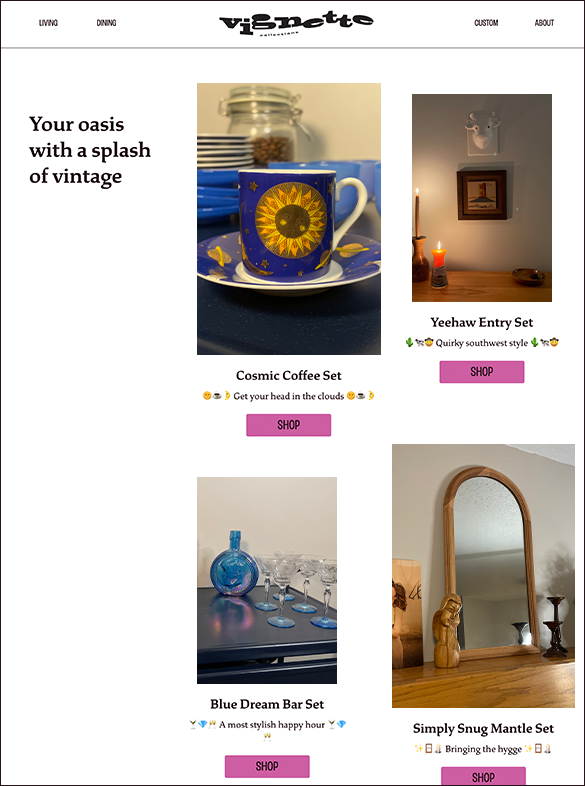 LIVING
DINING
vignette
collections
CUSTOM
ABOUT
Your oasis
with a splash
of vintage
Cosmic Coffee Set
🌞☕🌛 Get your head in the clouds 🌞☕🌛
SHOP
Yeehaw Entry Set
🌵🐄🤠 Quirky southwest style 🌵🐄🤠
SHOP
Blue Dream Bar Set
🍸💎🥂 A most stylish happy hour 🍸💎
🥂
SHOP
Simply Snug Mantle Set
✨🚪🕯️ Bringing the hygge ✨🚪🕯️
SHOP